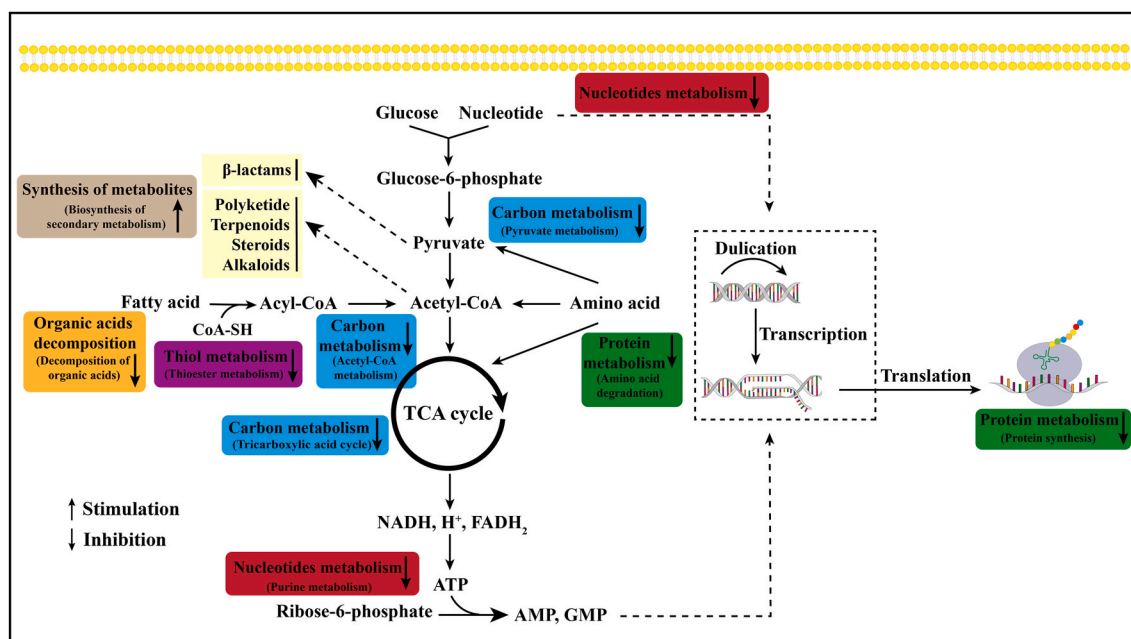 Nucleotides metabolism
Glucose
Nucleotide
β-lactams
Glucose-6-phosphate
Synthesis of metabolites
(Biosynthesis of
secondary metabolism)
Polyketide
Terpenoids
Steroids
Alkaloids
Carbon metabolism
(Pyruvate metabolism)
Pyruvate
Dulication
Fatty acid
Acyl-CoA
Acetyl-CoA
Amino acid
CoA-SH
Transcription
Organic acids
decomposition
(Decomposition of
organic acids)
Thiol metabolism
(Thioester metabolism)
Carbon
metabolism
(Acetyl-CoA
metabolism)
Protein
metabolism
(Amino acid
degradation)
Translation
TCA cycle
Carbon metabolism
(Tricarboxylic acid cycle)
Protein metabolism
(Protein synthesis)
Stimulation
Inhibition
NADH, H⁺, FADH₂
Nucleotides metabolism
(Purine metabolism)
ATP
Ribose-6-phosphate
AMP, GMP